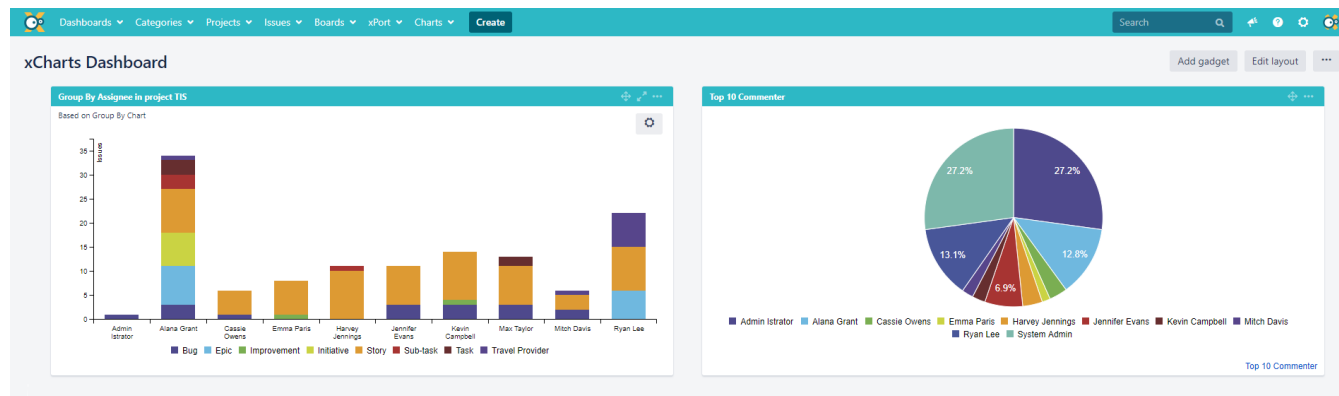 Dashboards Categories Projects Issues Boards xPort Charts Create Search
xCharts Dashboard Add gadget Edit layout
Group By Assignee in project TIS
Based on Group By Chart
Issues
35
30
25
20
15
10
5
0
Admin Istrator Alana Grant Cassie Owens Emma Paris Harvey Jennings Jennifer Evans Kevin Campbell Max Taylor Mitch Davis Ryan Lee
Bug Epic Improvement Initiative Story Sub-task Task Travel Provider
Top 10 Commenter
27.2% 27.2%
13.1% 12.8%
6.9%
Admin Istrator Alana Grant Cassie Owens Emma Paris Harvey Jennings Jennifer Evans Kevin Campbell Mitch Davis
Ryan Lee System Admin
Top 10 Commenter